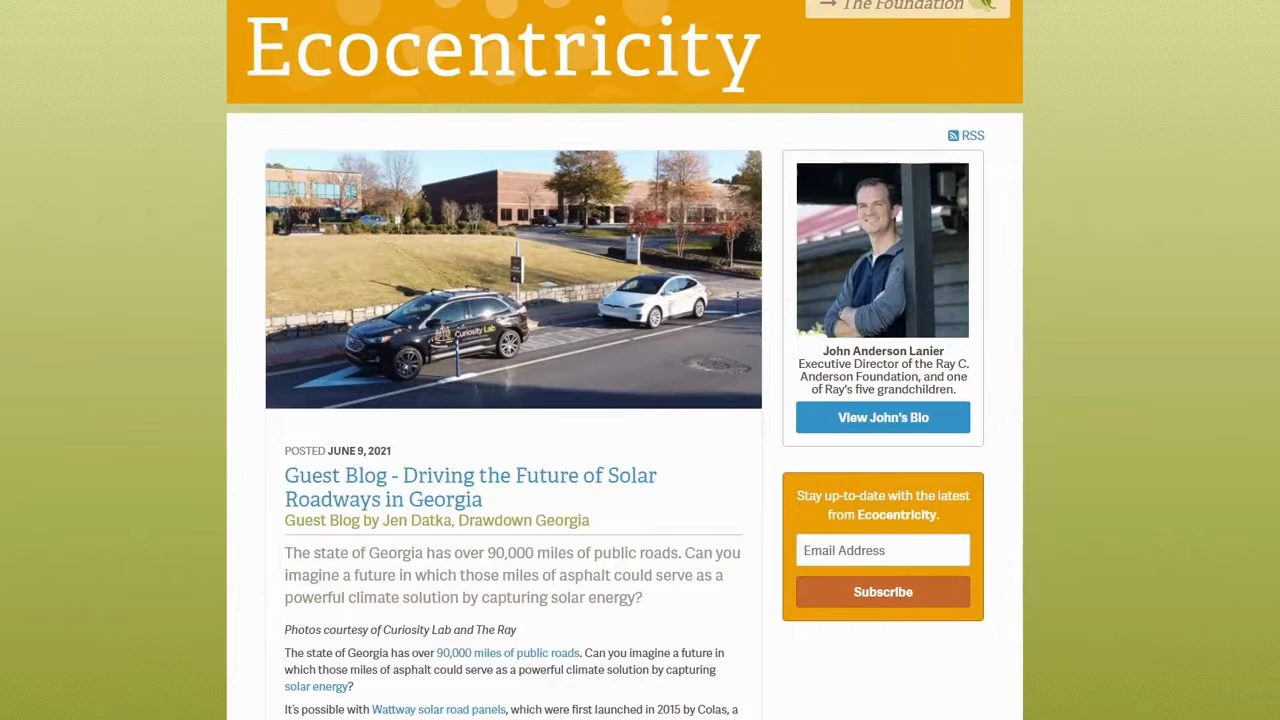 → The Foundation
Ecocentricity
RSS
Curiosity Lab
POSTED JUNE 9, 2021
Guest Blog - Driving the Future of Solar
Roadways in Georgia
Guest Blog by Jen Datka, Drawdown Georgia
The state of Georgia has over 90,000 miles of public roads. Can you
imagine a future in which those miles of asphalt could serve as a
powerful climate solution by capturing solar energy?
Photos courtesy of Curiosity Lab and The Ray
The state of Georgia has over 90,000 miles of public roads. Can you imagine a future in
which those miles of asphalt could serve as a powerful climate solution by capturing
solar energy?
It's possible with Wattway solar road panels, which were first launched in 2015 by Colas, a
John Anderson Lanier
Executive Director of the Ray C.
Anderson Foundation, and one
of Ray's five grandchildren.
View John's Bio
Stay up-to-date with the latest
from Ecocentricity.
Email Address
Subscribe